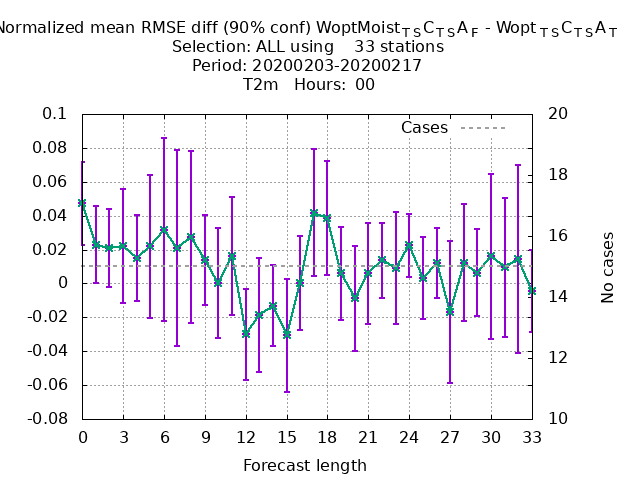 Normalized mean RMSE diff (90% conf) WoptMoistTSCTSAF - WoptTSCTSAT
Selection: ALL using 33 stations
Period: 20200203-20200217
T2m Hours: 00
0.1
0.08
0.06
0.04
0.02
0
-0.02
-0.04
-0.06
-0.08
Cases
20
18
16
14
12
10
No cases
0 3 6 9 12 15 18 21 24 27 30 33
Forecast length